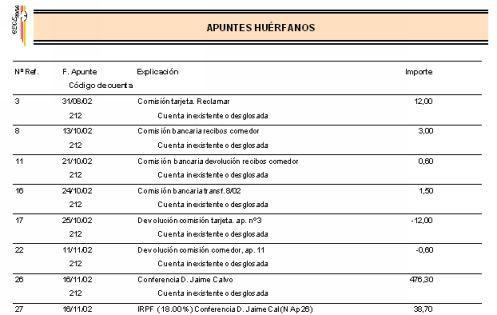 APUNTES HUÉRFANOS
Nº Ref. F. Apunte Explicación Importe
Código de cuenta
3 31/08/02 Comisión tarjeta. Reclamar 12,00
212 Cuenta inexistente o desglosada
8 13/10/02 Comisión bancaria recibos comedor 3,00
212 Cuenta inexistente o desglosada
11 21/10/02 Comisión bancaria devolución recibos comedor 0,60
212 Cuenta inexistente o desglosada
16 24/10/02 Comisión bancaria transf. 8/02 1,50
212 Cuenta inexistente o desglosada
17 25/10/02 Devolución comisión tarjeta. ap. nº3 -12,00
212 Cuenta inexistente o desglosada
22 11/11/02 Devolución comisión comedor, ap. 11 -0,60
212 Cuenta inexistente o desglosada
26 16/11/02 Conferencia D. Jaime Calvo 476,30
212 Cuenta inexistente o desglosada
27 16/11/02 IRPF (18.00%) Conferencia D. Jaime Cal(N Ap26) 38,70